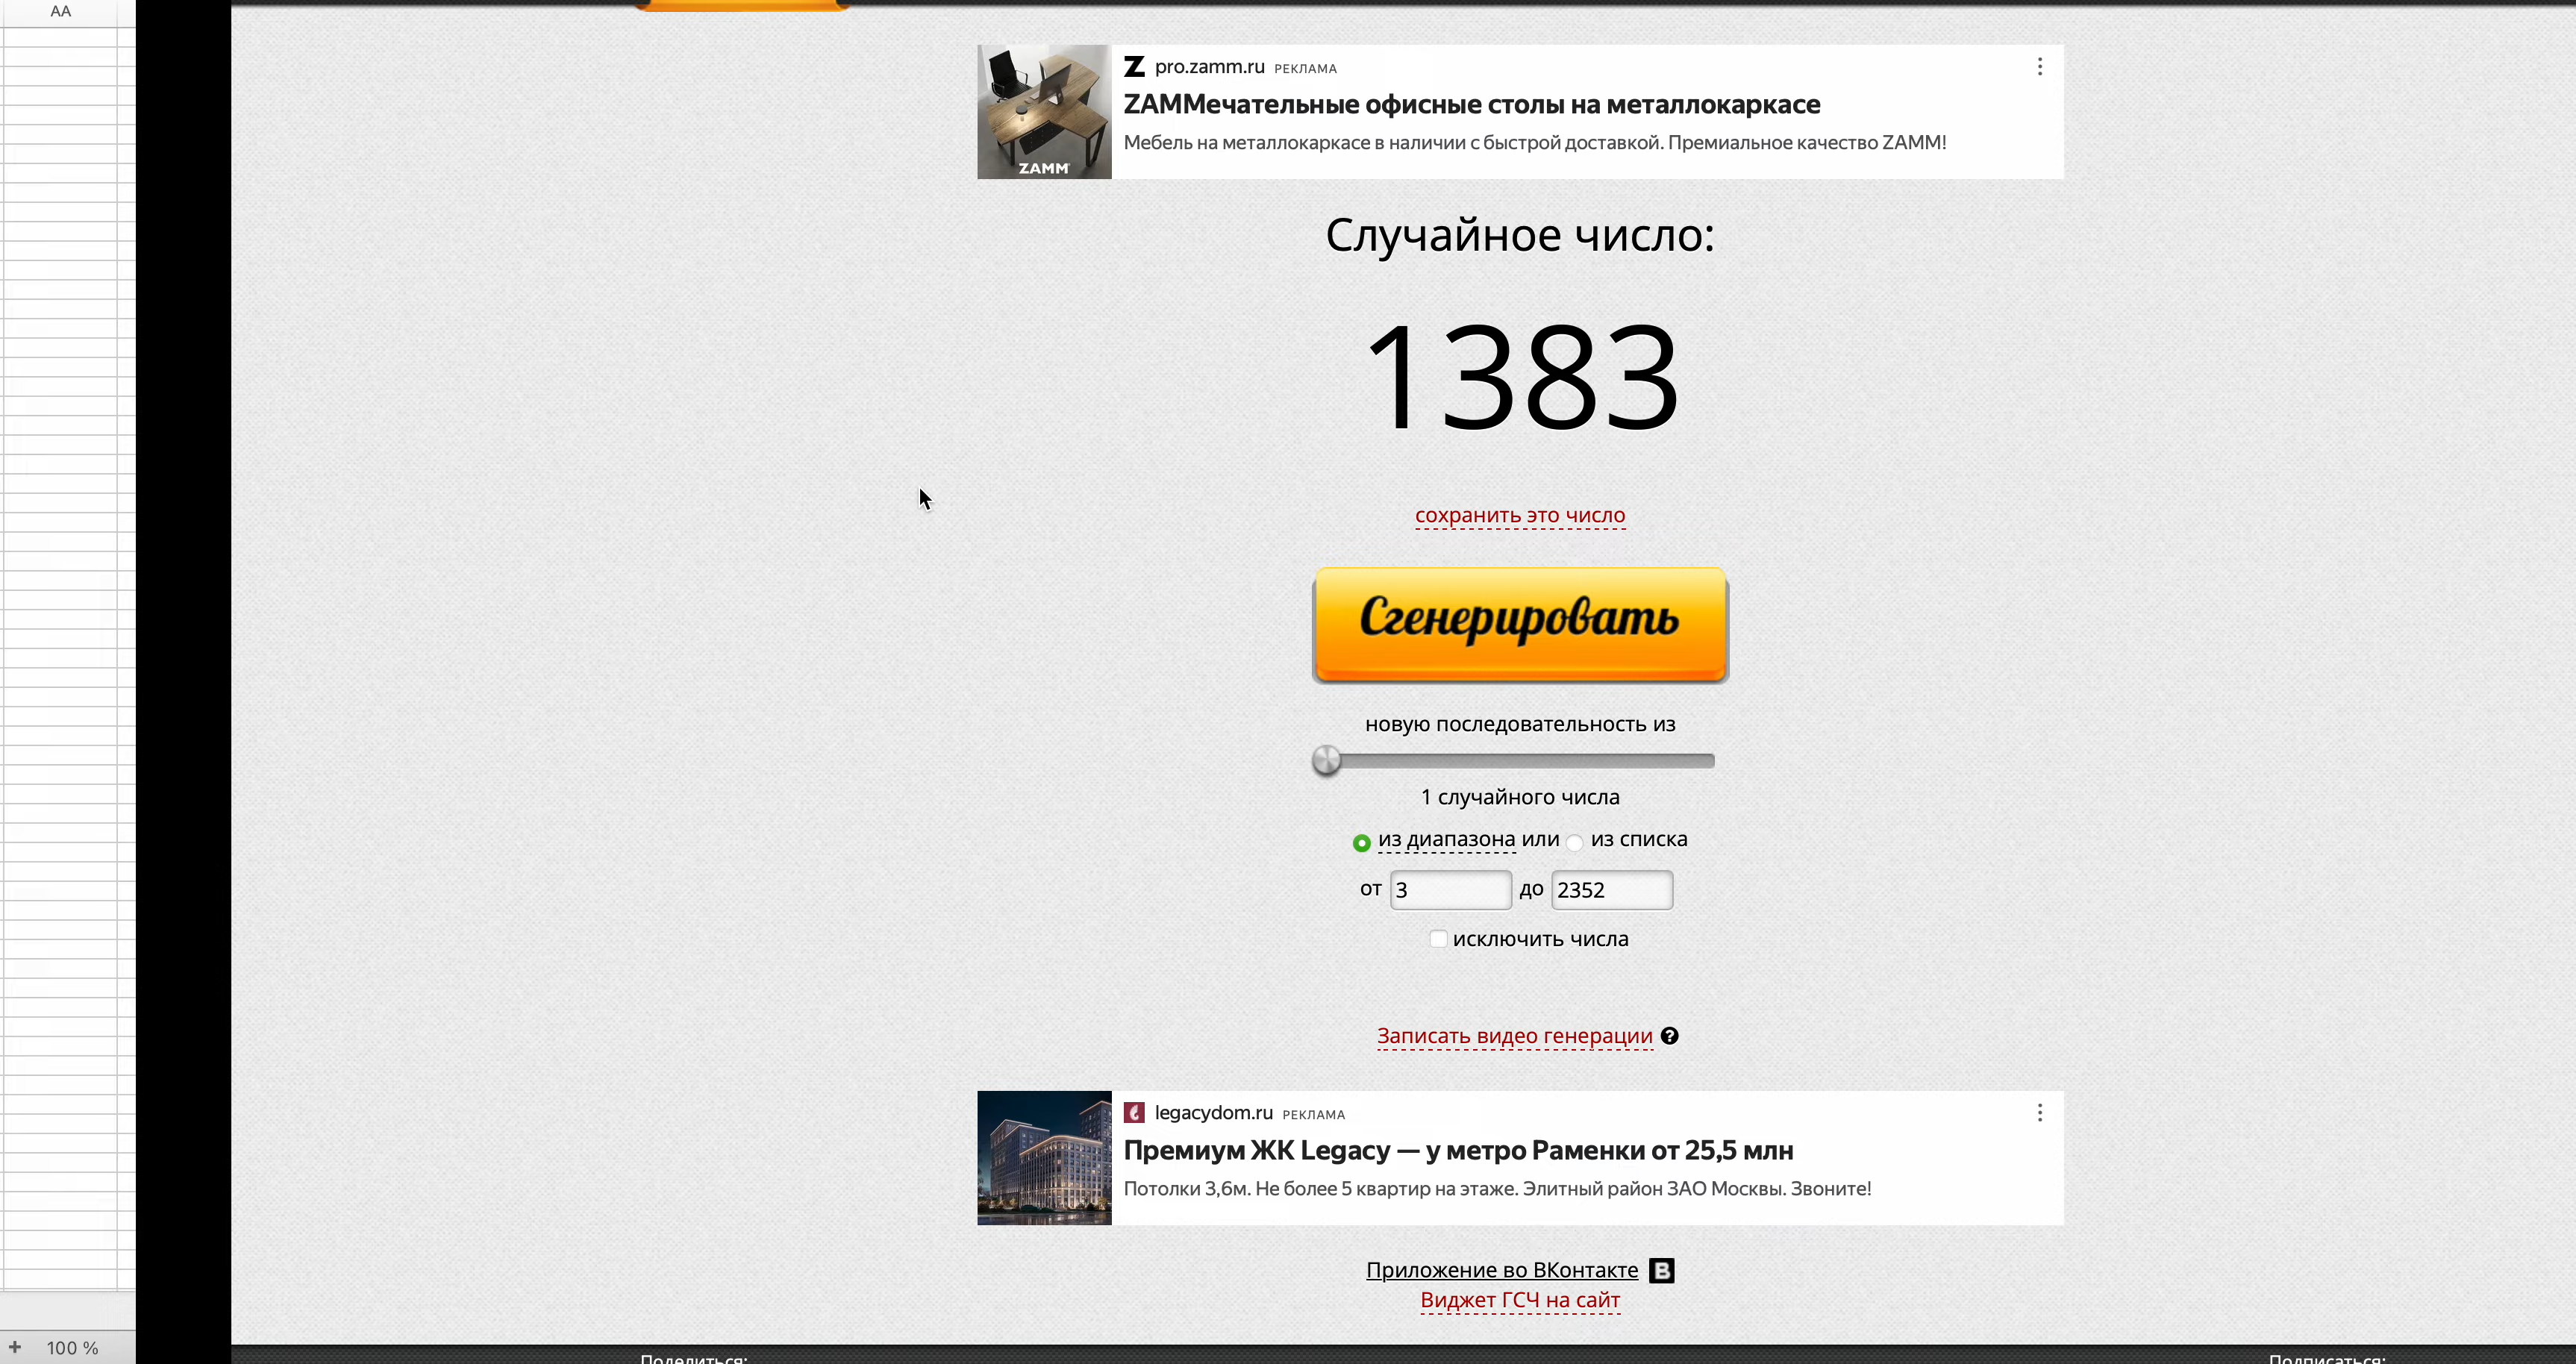 AA
Z pro.zamm.ru РЕКЛАМА
ZAMMечательные офисные столы на металлокаркасе
Мебель на металлокаркасе в наличии с быстрой доставкой. Премиальное качество ZAMM!
ZAMM
Случайное число:
1383
сохранить это число
Сгенерировать
новую последовательность из
1 случайного числа
из диапазона или из списка
от 3 до 2352
исключить числа
Записать видео генерации ?
legacydom.ru РЕКЛАМА
Премиум ЖК Legacy — у метро Раменки от 25,5 млн
Потолки 3,6м. Не более 5 квартир на этаже. Элитный район ЗАО Москвы. Звоните!
Приложение во ВКонтакте В
Виджет ГСЧ на сайт
+ 100 %
Поделиться: Подписаться: